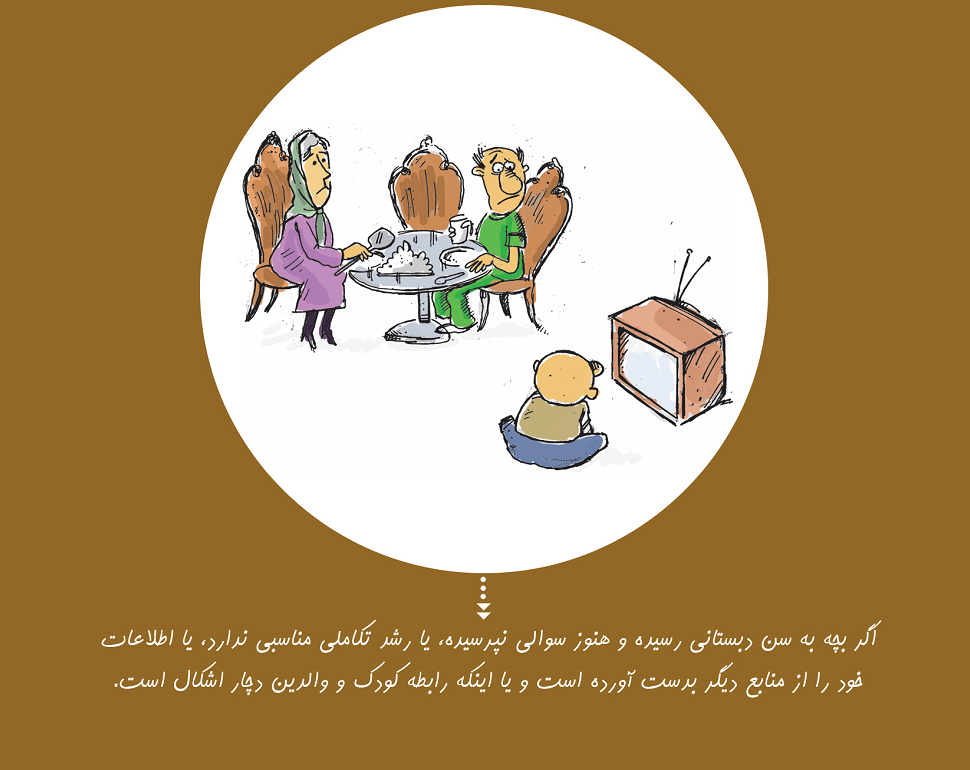 اگر بچه به سن دبستانی رسیده و هنوز سوالی نپرسیده، یا رشد تکاملی مناسبی ندارد، یا اطلاعات
خود را از منابع دیگر بدست آورده است و یا اینکه رابطه کودک و والدین دچار اشکال است.